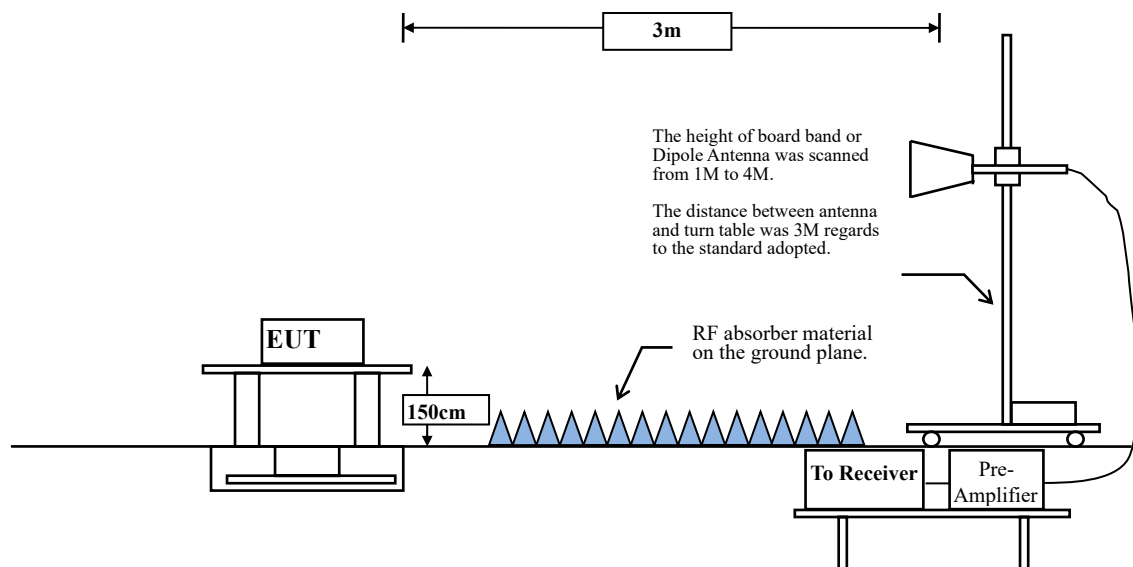 3m
The height of board band or
Dipole Antenna was scanned
from 1M to 4M.
The distance between antenna
and turn table was 3M regards
to the standard adopted.
EUT
RF absorber material
on the ground plane.
150cm
To Receiver
Pre-
Amplifier